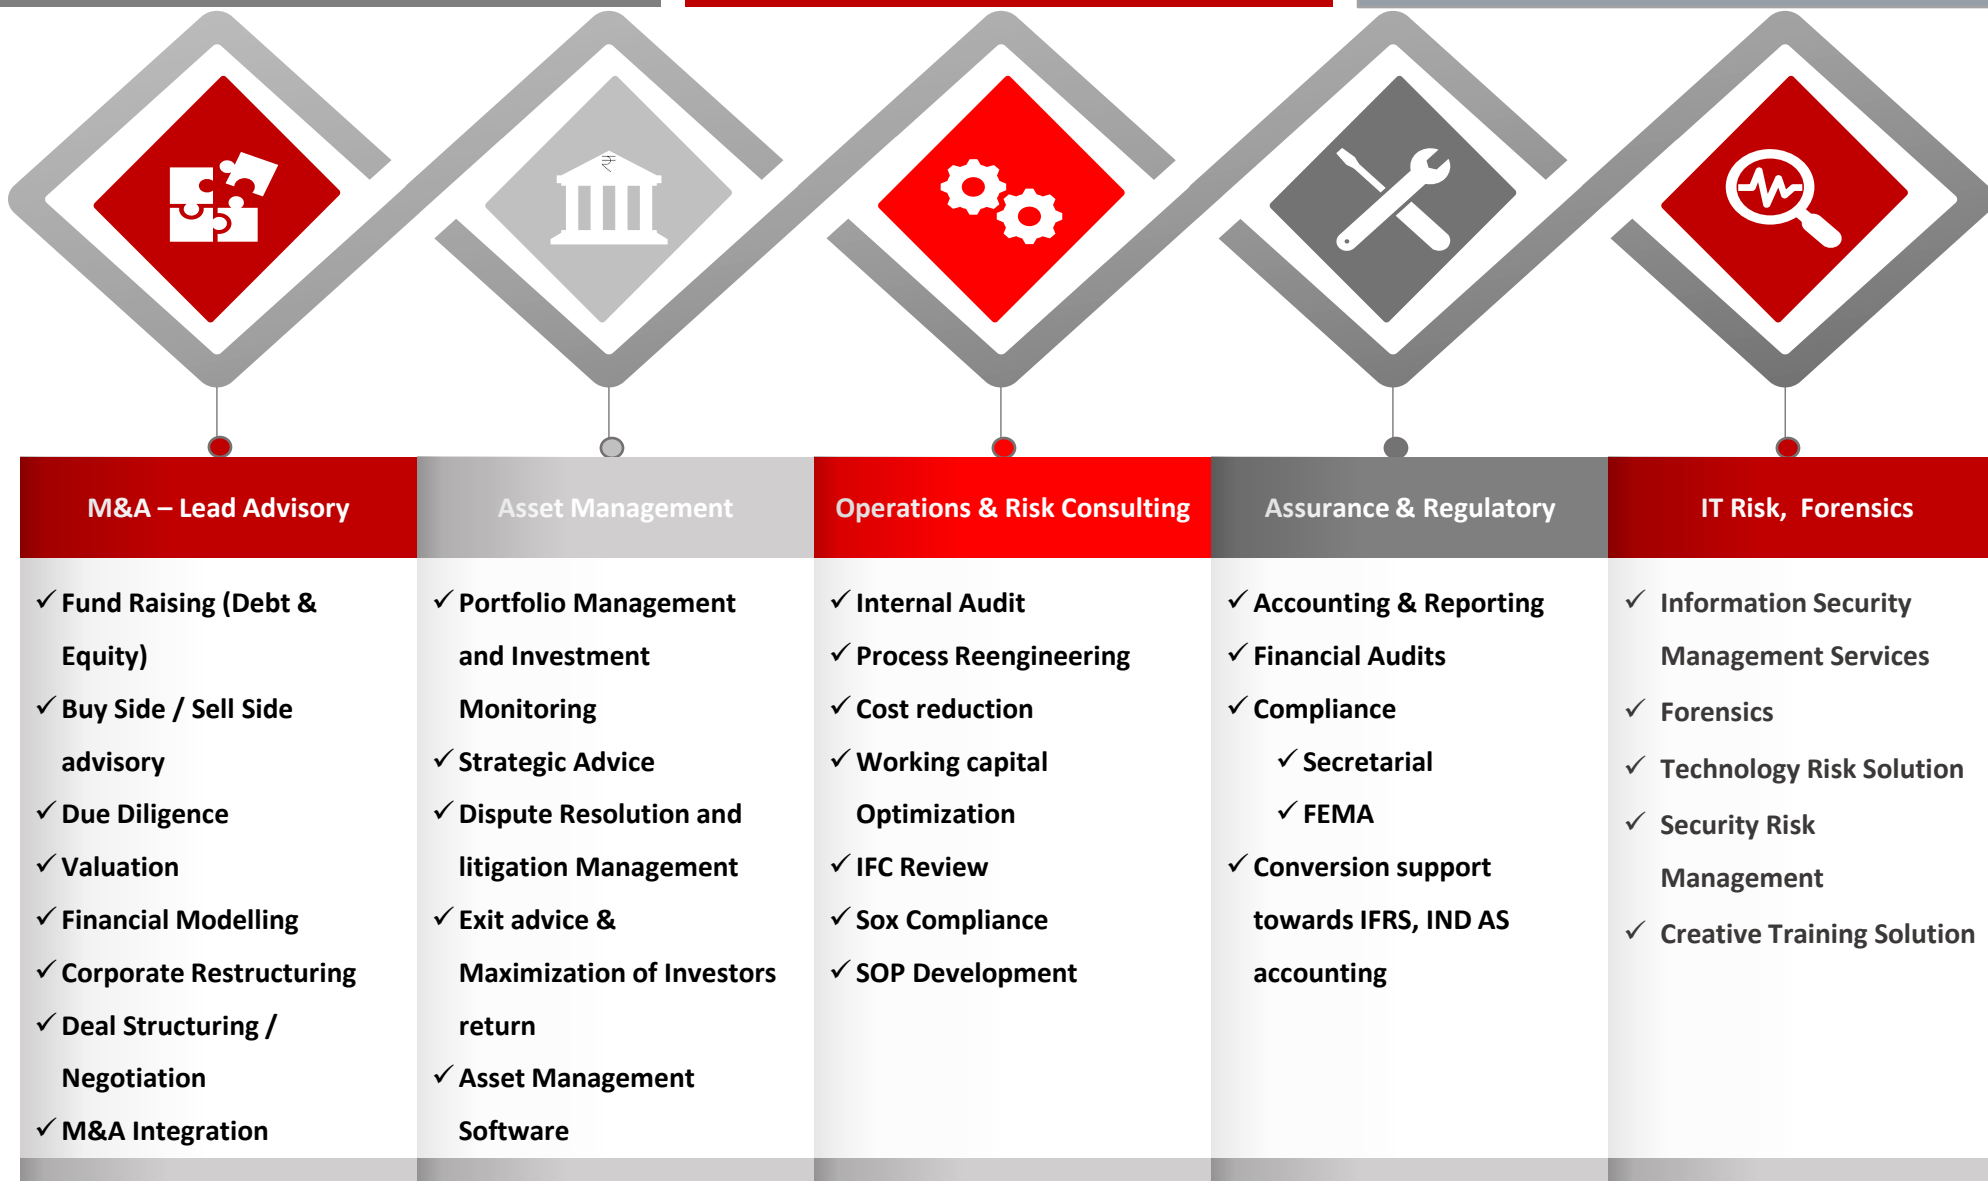 ₹
M&A – Lead Advisory
✓ Fund Raising (Debt &
Equity)
✓ Buy Side / Sell Side
advisory
✓ Due Diligence
✓ Valuation
✓ Financial Modelling
✓ Corporate Restructuring
✓ Deal Structuring /
Negotiation
✓ M&A Integration
Asset Management
✓ Portfolio Management
and Investment
Monitoring
✓ Strategic Advice
✓ Dispute Resolution and
litigation Management
✓ Exit advice &
Maximization of Investors
return
✓ Asset Management
Software
Operations & Risk Consulting
✓ Internal Audit
✓ Process Reengineering
✓ Cost reduction
✓ Working capital
Optimization
✓ IFC Review
✓ Sox Compliance
✓ SOP Development
Assurance & Regulatory
✓ Accounting & Reporting
✓ Financial Audits
✓ Compliance
✓ Secretarial
✓ FEMA
✓ Conversion support
towards IFRS, IND AS
accounting
IT Risk, Forensics
✓ Information Security
Management Services
✓ Forensics
✓ Technology Risk Solution
✓ Security Risk
Management
✓ Creative Training Solution